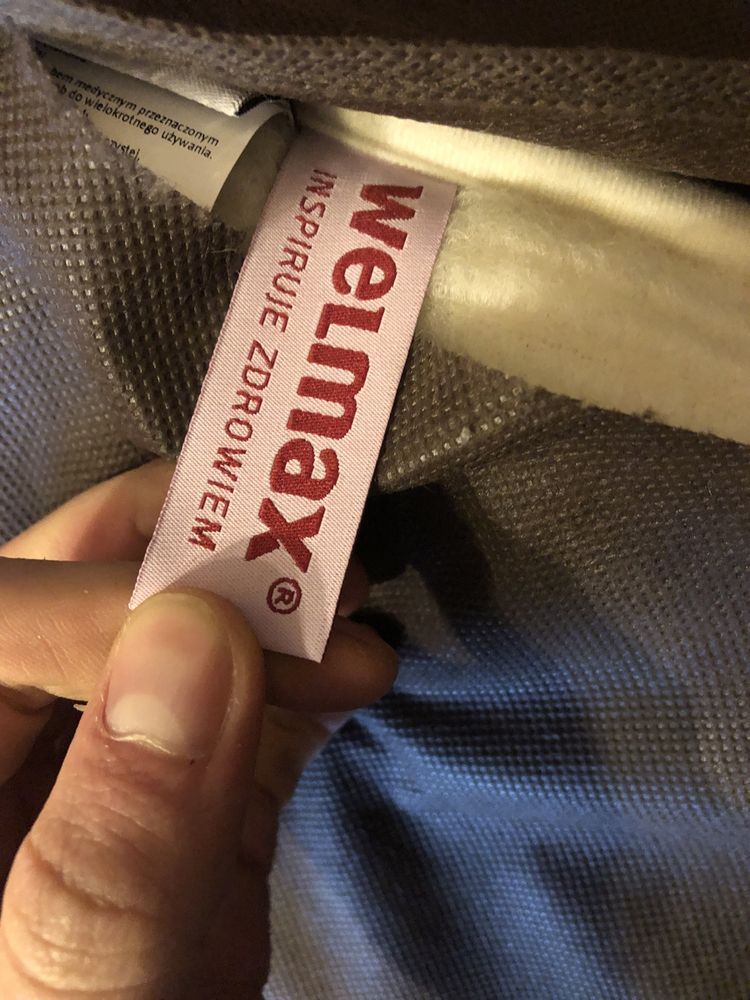 welmax®
INSPIRUJE ZDROWIEM
medycznym przeznaczonym
do wielokrotnego używania.